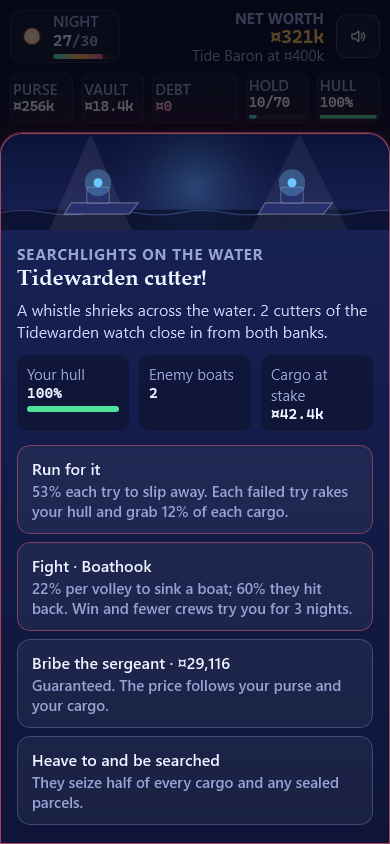 NIGHT
27/30
NET WORTH
¤321k
Tide Baron at ¤400k
PURSE
¤256k
VAULT
¤18.4k
DEBT
¤0
HOLD
10/70
HULL
100%
SEARCHLIGHTS ON THE WATER
Tidewarden cutter!
A whistle shrieks across the water. 2 cutters of the
Tidewarden watch close in from both banks.
Your hull
100%
Enemy boats
2
Cargo at
stake
¤42.4k
Run for it
53% each try to slip away. Each failed try rakes
your hull and grab 12% of each cargo.
Fight · Boathook
22% per volley to sink a boat; 60% they hit
back. Win and fewer crews try you for 3 nights.
Bribe the sergeant · ¤29,116
Guaranteed. The price follows your purse and
your cargo.
Heave to and be searched
They seize half of every cargo and any sealed
parcels.